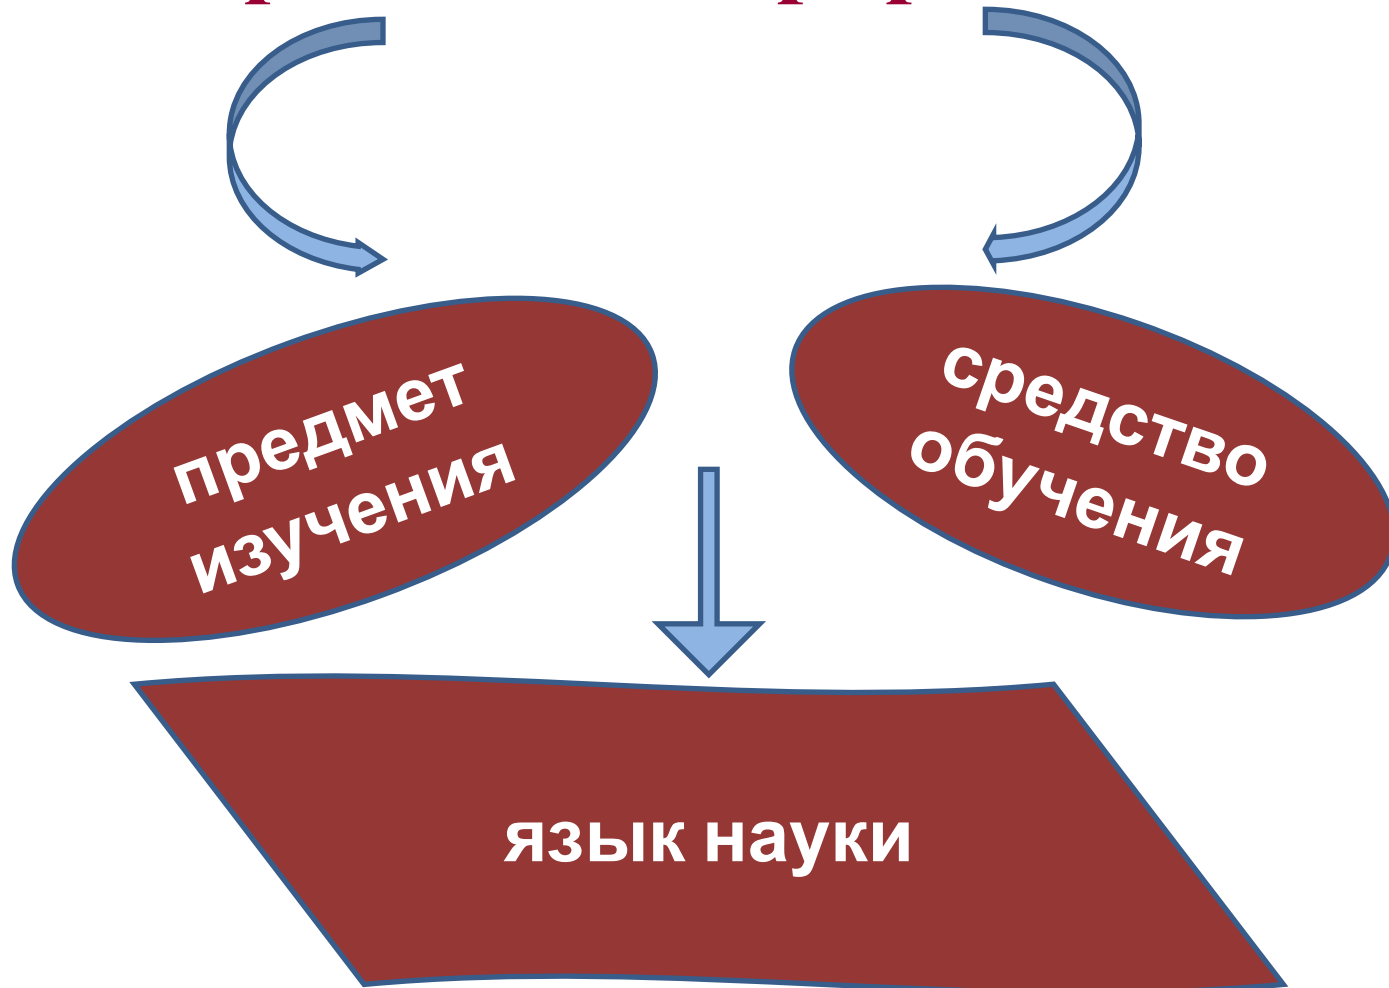 предмет
изучения
средство
обучения
язык науки